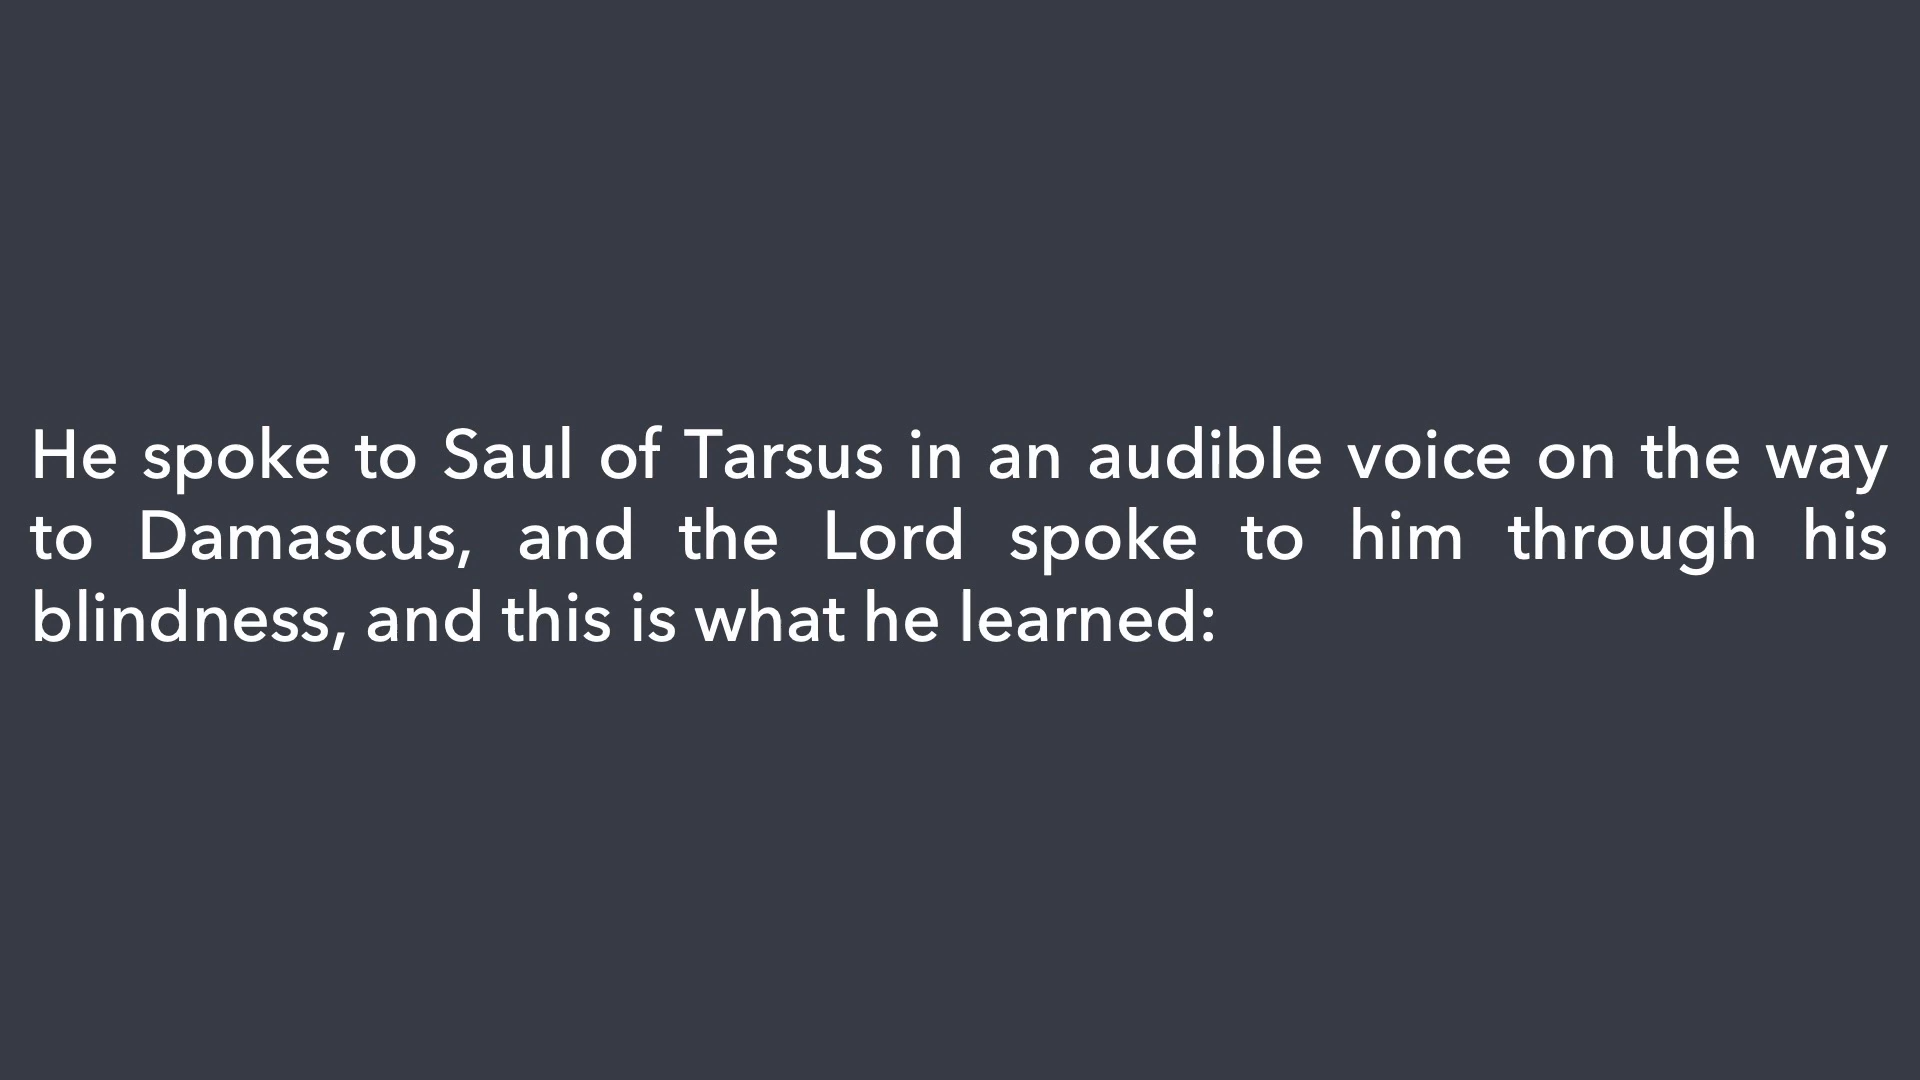 He spoke to Saul of Tarsus in an audible voice on the way
to Damascus, and the Lord spoke to him through his
blindness, and this is what he learned: